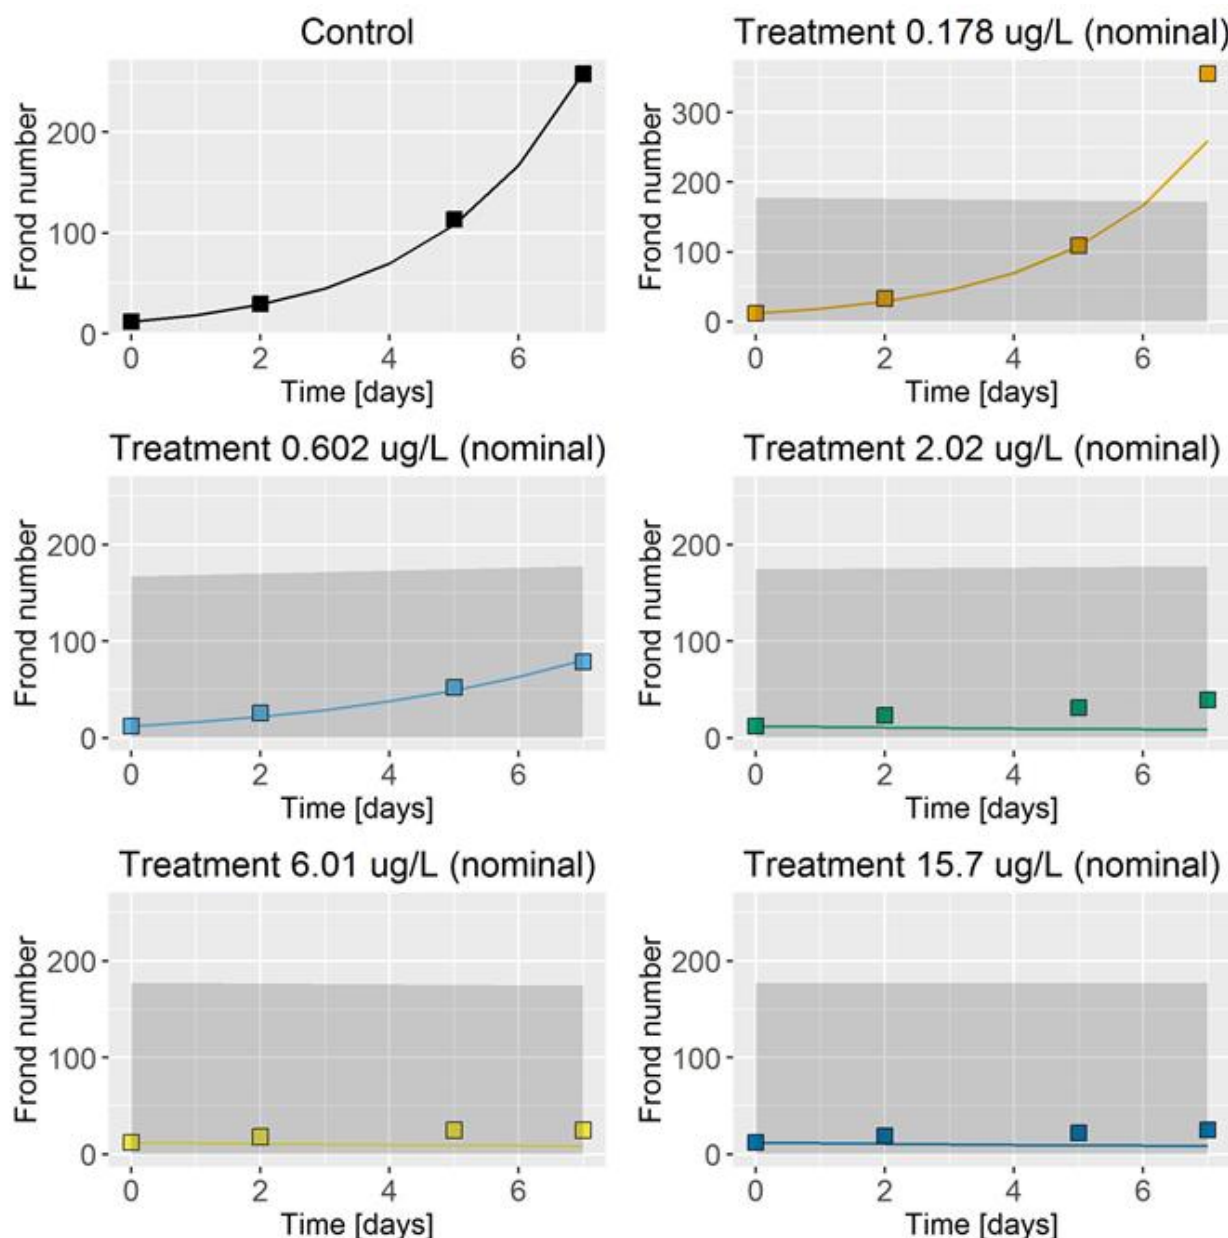 Control
Frond number
200
100
0
0 2 4 6
Time [days]
Treatment 0.178 ug/L (nominal)
Frond number
300
200
100
0
0 2 4 6
Time [days]
Treatment 0.602 ug/L (nominal)
Frond number
200
100
0
0 2 4 6
Time [days]
Treatment 2.02 ug/L (nominal)
Frond number
200
100
0
0 2 4 6
Time [days]
Treatment 6.01 ug/L (nominal)
Frond number
200
100
0
0 2 4 6
Time [days]
Treatment 15.7 ug/L (nominal)
Frond number
200
100
0
0 2 4 6
Time [days]